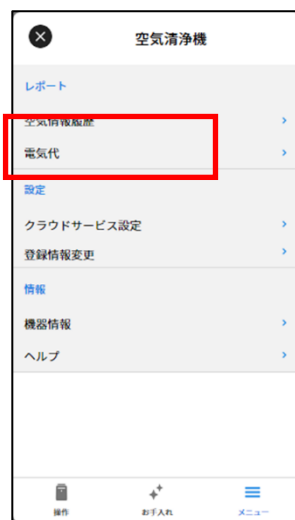 空気清浄機
レポート
空気情報履歴
電気代
設定
クラウドサービス設定
登録情報変更
情報
機器情報
ヘルプ
操作
お手入れ
メニュー